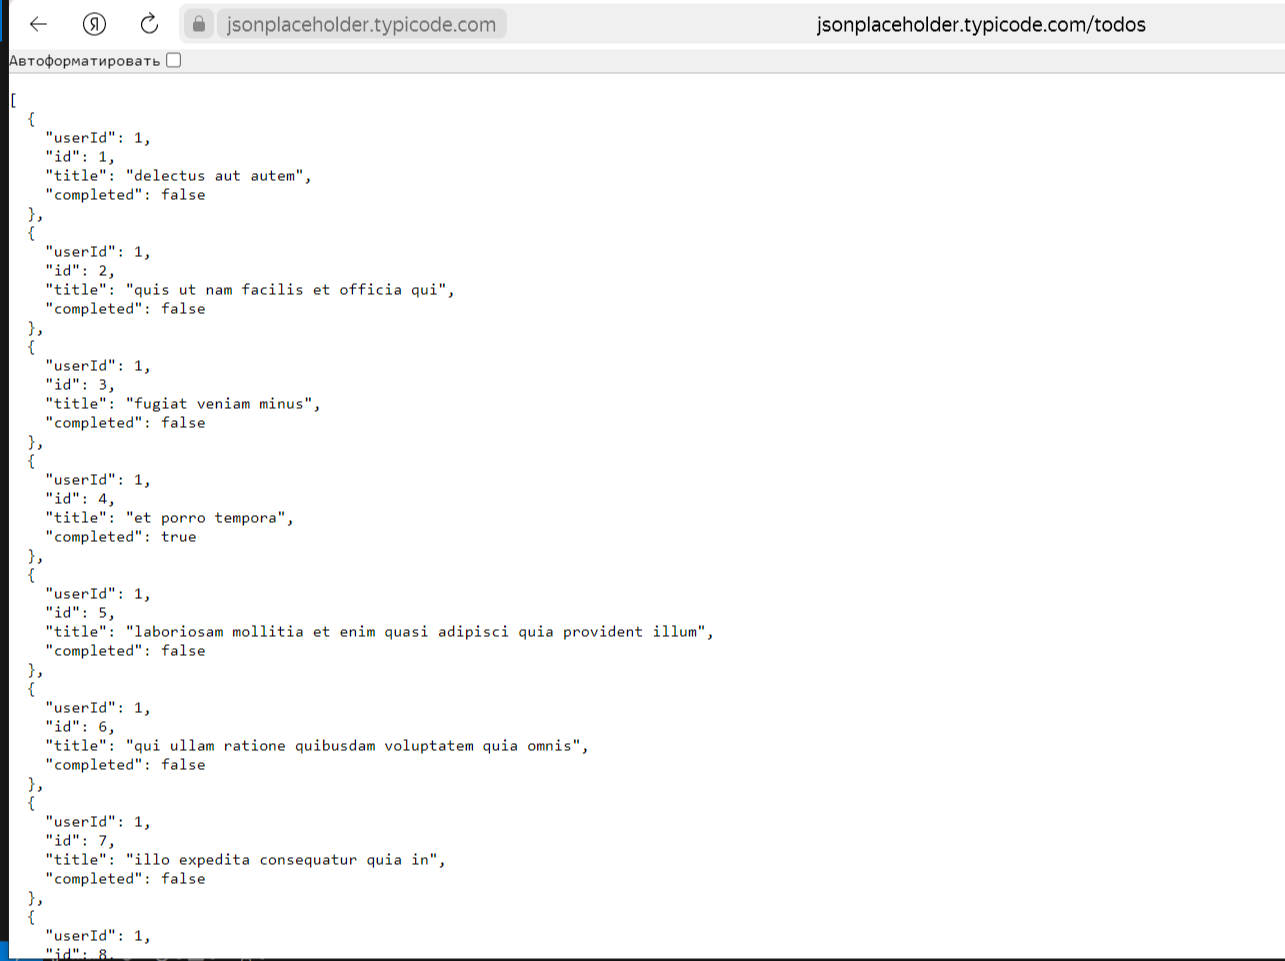 Я jsonplaceholder.typicode.com jsonplaceholder.typicode.com/todos
Автоформатировать
[
  {
    "userId": 1,
    "id": 1,
    "title": "delectus aut autem",
    "completed": false
  },
  {
    "userId": 1,
    "id": 2,
    "title": "quis ut nam facilis et officia qui",
    "completed": false
  },
  {
    "userId": 1,
    "id": 3,
    "title": "fugiat veniam minus",
    "completed": false
  },
  {
    "userId": 1,
    "id": 4,
    "title": "et porro tempora",
    "completed": true
  },
  {
    "userId": 1,
    "id": 5,
    "title": "laboriosam mollitia et enim quasi adipisci quia provident illum",
    "completed": false
  },
  {
    "userId": 1,
    "id": 6,
    "title": "qui ullam ratione quibusdam voluptatem quia omnis",
    "completed": false
  },
  {
    "userId": 1,
    "id": 7,
    "title": "illo expedita consequatur quia in",
    "completed": false
  },
  {
    "userId": 1,
    "id": 8,